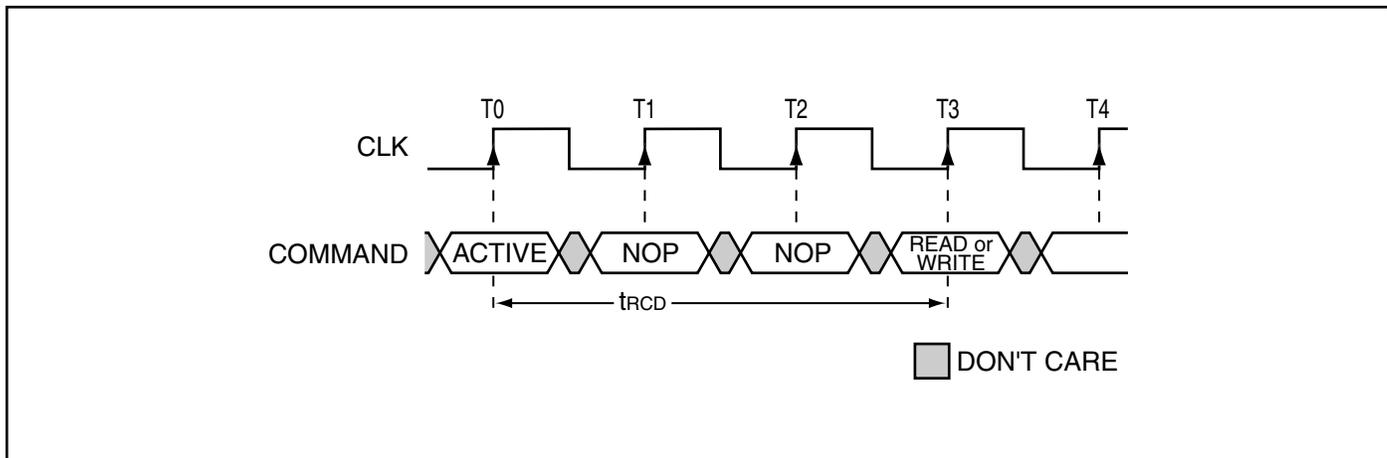 T0 T1 T2 T3 T4
CLK
COMMAND ACTIVE NOP NOP READ or
WRITE
tRCD
DON'T CARE